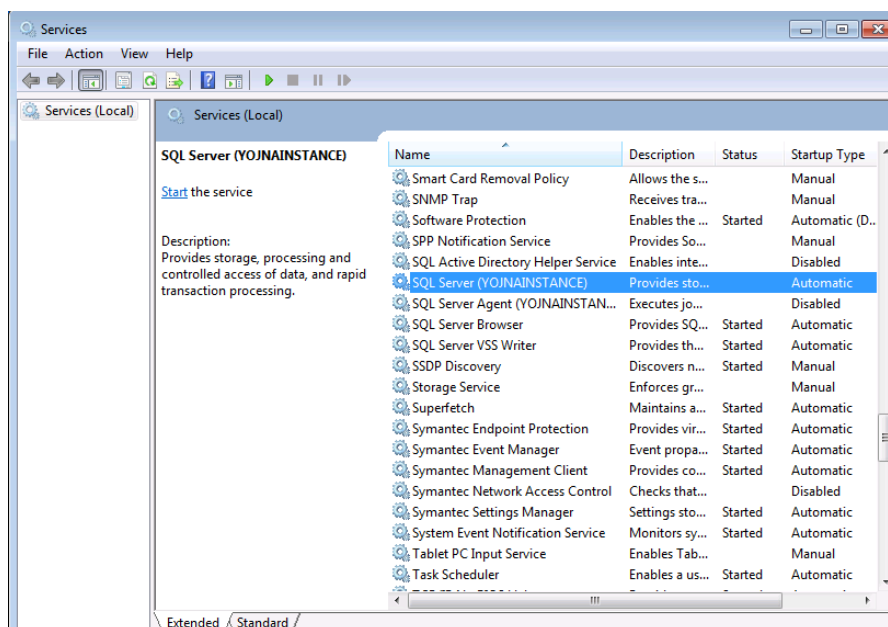 Services
File Action View Help
Services (Local)
Services (Local)
SQL Server (YOJNAINSTANCE)
Start the service
Description:
Provides storage, processing and
controlled access of data, and rapid
transaction processing.
Name Description Status Startup Type
Smart Card Removal Policy Allows the s... Manual
SNMP Trap Receives tra... Manual
Software Protection Enables the ... Started Automatic (D..
SPP Notification Service Provides So... Manual
SQL Active Directory Helper Service Enables inte... Disabled
SQL Server (YOJNAINSTANCE) Provides sto... Automatic
SQL Server Agent (YOJNAINSTAN... Executes jo... Disabled
SQL Server Browser Provides SQ... Started Automatic
SQL Server VSS Writer Provides th... Started Automatic
SSDP Discovery Discovers n... Started Manual
Storage Service Enforces gr... Manual
Superfetch Maintains a... Started Automatic
Symantec Endpoint Protection Provides vir... Started Automatic
Symantec Event Manager Event propa... Started Automatic
Symantec Management Client Provides co... Started Automatic
Symantec Network Access Control Checks that... Disabled
Symantec Settings Manager Settings sto... Started Automatic
System Event Notification Service Monitors sy... Started Automatic
Tablet PC Input Service Enables Tab... Manual
Task Scheduler Enables a us... Started Automatic
Extended Standard